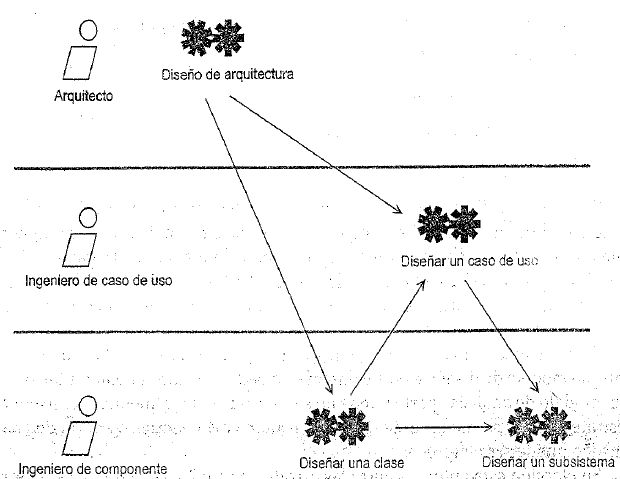 Diseño de arquitectura
Arquitecto
Diseñar un caso de uso
Ingeniero de caso de uso
Diseñar una clase
Diseñar un subsistema
Ingeniero de componente